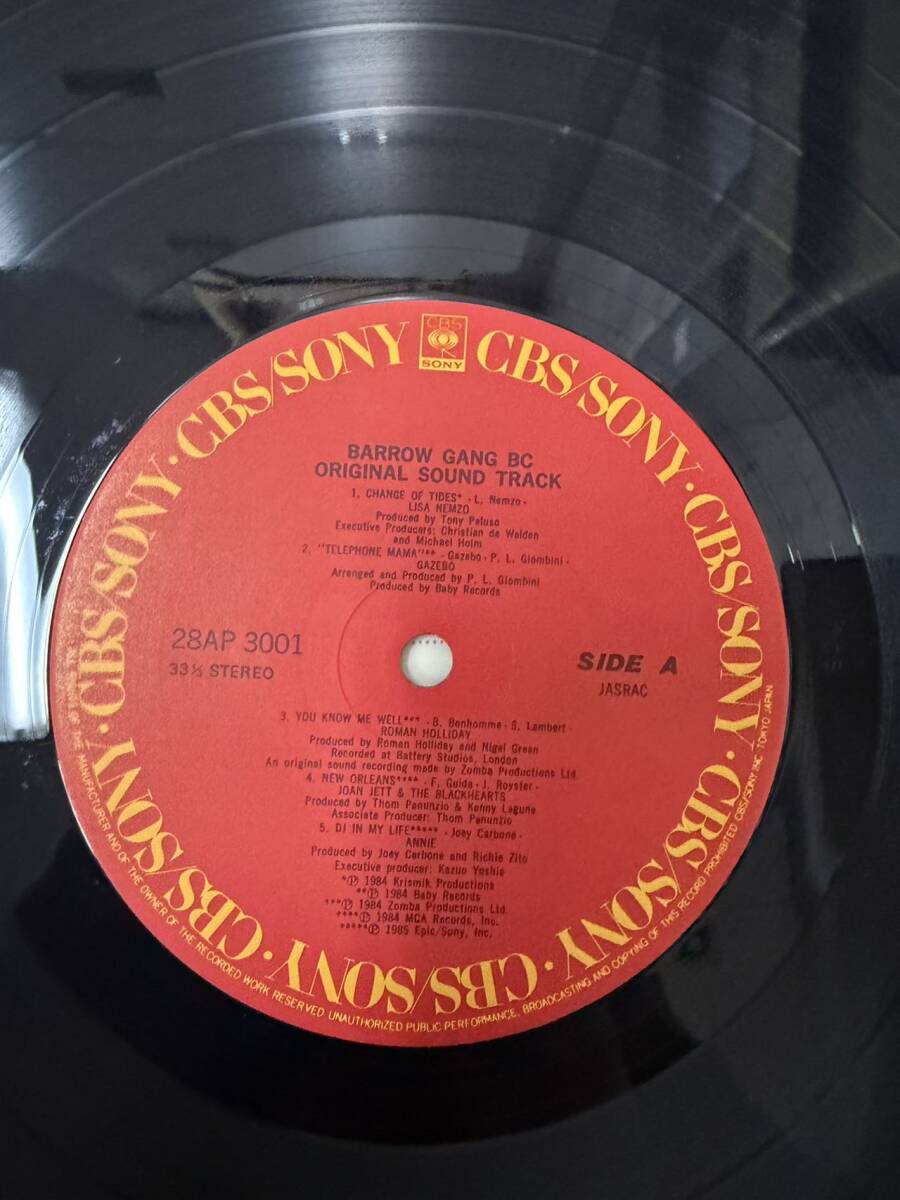 CBS/SONY · CBS/SONY · CBS/SONY · CBS/SONY · CBS/SONY · CBS/SONY · CBS/SONY · CBS/SONY
CBS
SONY
BARROW GANG BC
ORIGINAL SOUND TRACK
1. CHANGE OF TIDES* · L. Nemzo ·
LISA NEMZO
Produced by Tony Peluso
Executive Producers: Christian de Walden
and Michael Holm
2. "TELEPHONE MAMA"** · Gazebo · P. L. Giombini ·
GAZEBO
Arranged and Produced by P. L. Giombini
Produced by Baby Records
28AP 3001
33⅓ STEREO
SIDE A
JASRAC
3. YOU KNOW ME WELL*** · B. Bonhomme · S. Lambert ·
ROMAN HOLLIDAY
Produced by Roman Holliday and Nigel Green
Recorded at Battery Studios, London
An original sound recording made by Zomba Productions Ltd.
4. NEW ORLEANS**** · F. Guida · J. Royster ·
JOAN JETT & THE BLACKHEARTS
Produced by Thom Panunzio & Kenny Laguna
Associate Producer: Thom Panunzio
5. DJ IN MY LIFE***** · Joey Carbone ·
ANNIE
Produced by Joey Carbone and Richie Zito
Executive producer: Kazuo Yoshie
*Ⓟ 1984 Krismik Productions
**Ⓟ 1984 Baby Records
***Ⓟ 1984 Zomba Productions Ltd.
****Ⓟ 1984 MCA Records, Inc.
*****Ⓟ 1985 Epic/Sony, Inc.
MANUFACTURER AND OF THE OWNER OF THE RECORDED WORK RESERVED UNAUTHORIZED PUBLIC PERFORMANCE, BROADCASTING AND COPYING OF THIS RECORD PROHIBITED CBS/SONY INC. TOKYO JAPAN